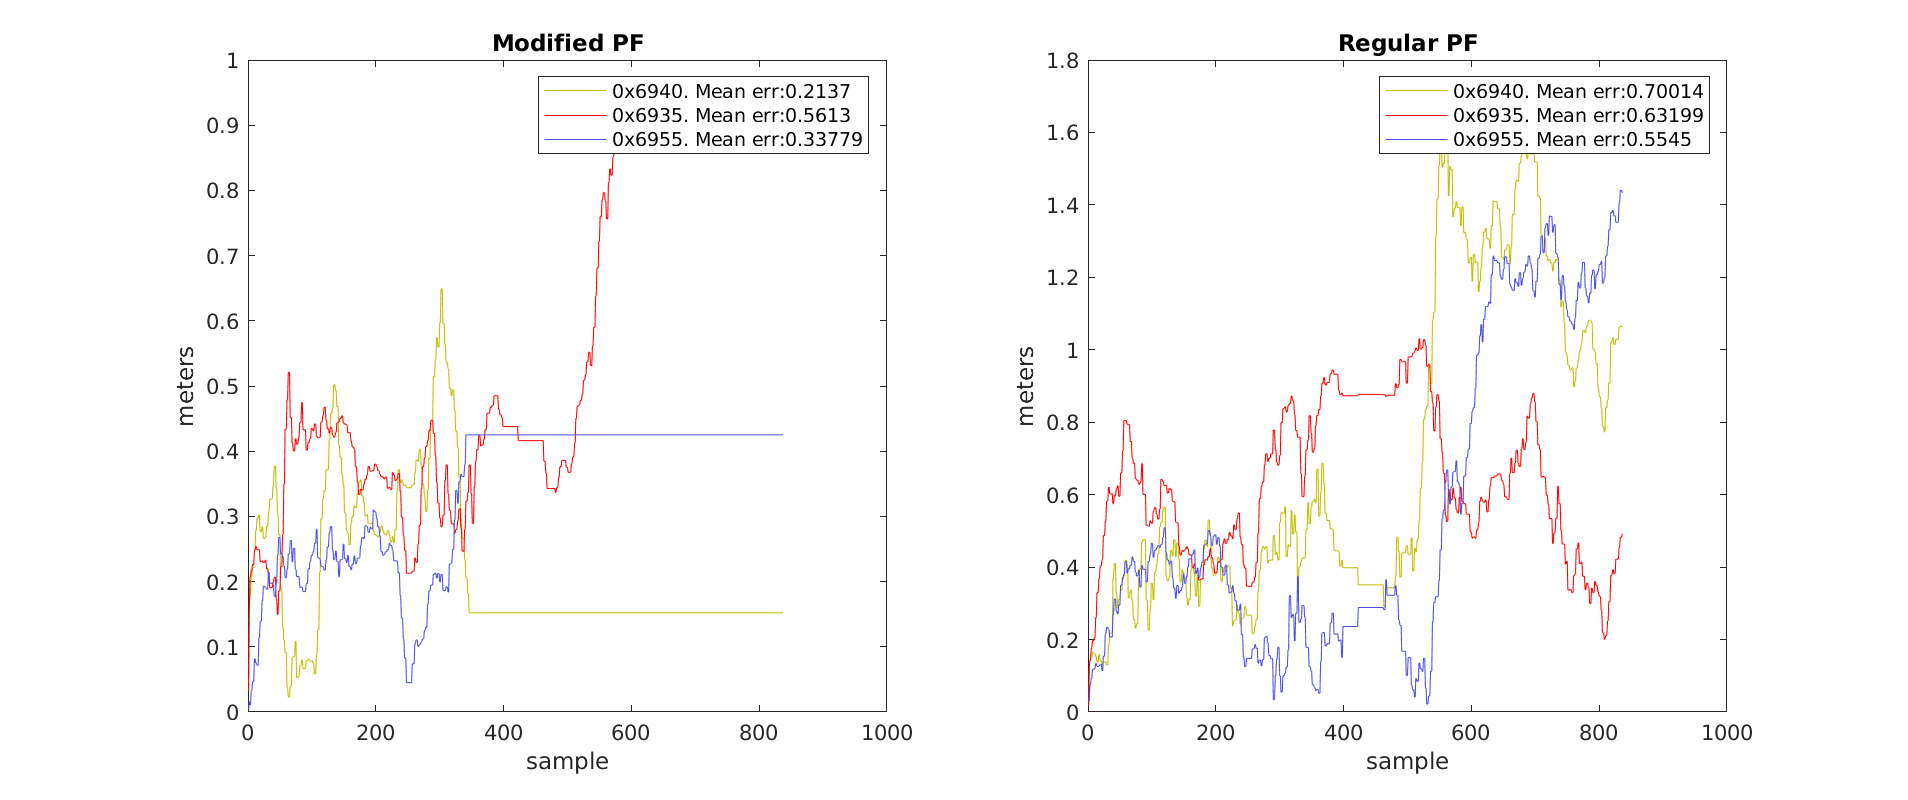 Modified PF
1
0.9
0.8
0.7
0.6
0.5
0.4
0.3
0.2
0.1
0
meters
0x6940. Mean err:0.2137
0x6935. Mean err:0.5613
0x6955. Mean err:0.33779
0 200 400 600 800 1000
sample
Regular PF
1.8
1.6
1.4
1.2
1
0.8
0.6
0.4
0.2
0
meters
0x6940. Mean err:0.70014
0x6935. Mean err:0.63199
0x6955. Mean err:0.5545
0 200 400 600 800 1000
sample